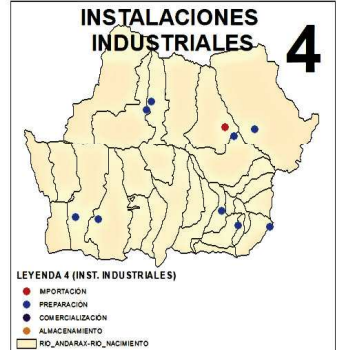 INSTALACIONES
INDUSTRIALES
4
LEYENDA 4 (INST. INDUSTRIALES)
IMPORTACIÓN
PREPARACIÓN
COMERCIALIZACIÓN
ALMACENAMIENTO
RIO_ANDARAX-RIO_NACIMIENTO